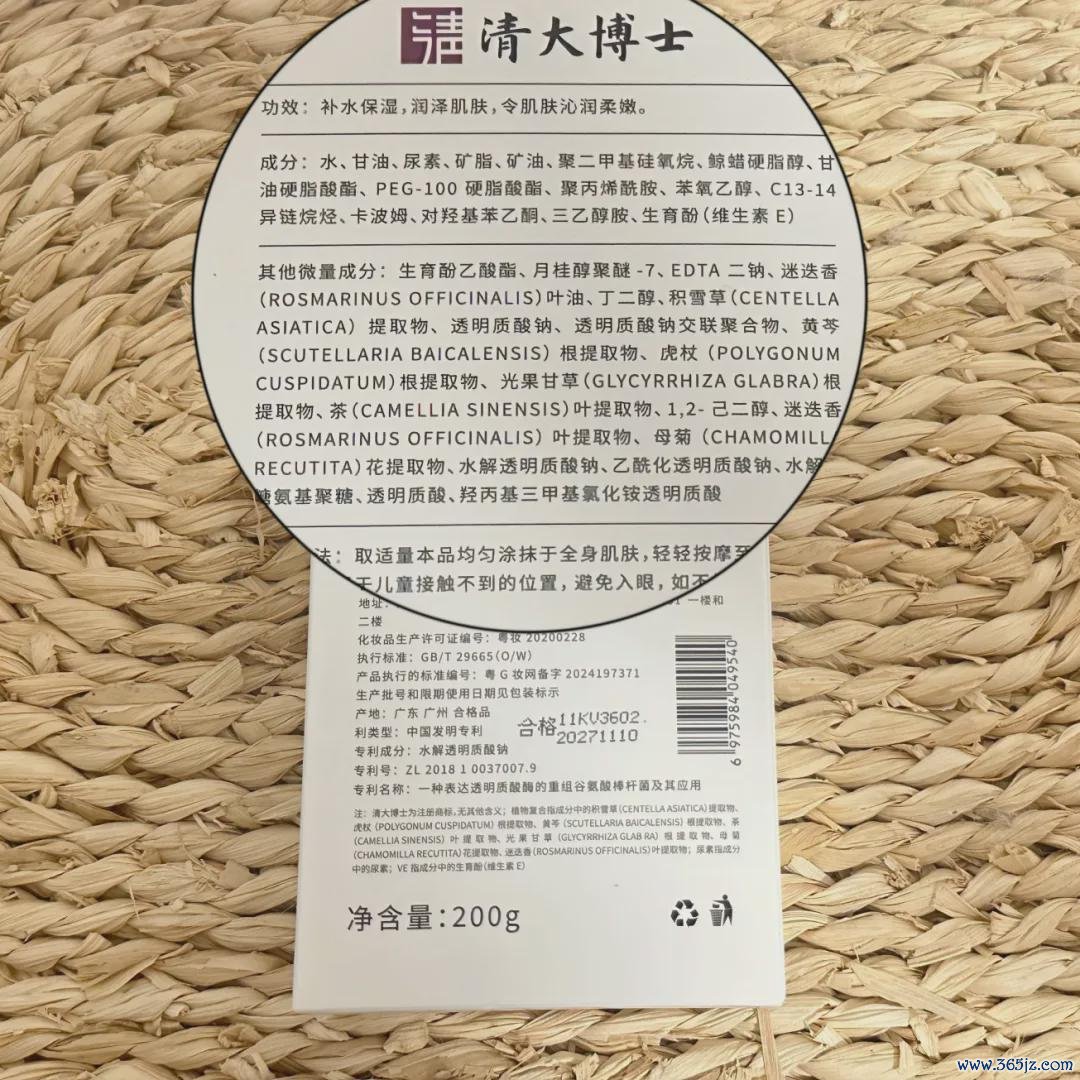 清大博士
功效：补水保湿，润泽肌肤，令肌肤沁润柔嫩。
成分：水、甘油、尿素、矿脂、矿油、聚二甲基硅氧烷、鲸蜡硬脂醇、甘
油硬脂酸酯、PEG-100 硬脂酸酯、聚丙烯酰胺、苯氧乙醇、C13-14
异链烷烃、卡波姆、对羟基苯乙酮、三乙醇胺、生育酚（维生素 E）
其他微量成分：生育酚乙酸酯、月桂醇聚醚 -7、EDTA 二钠、迷迭香
（ROSMARINUS OFFICINALIS）叶油、丁二醇、积雪草（CENTELLA
ASIATICA）提取物、透明质酸钠、透明质酸钠交联聚合物、黄芩
（SCUTELLARIA BAICALENSIS）根提取物、虎杖（POLYGONUM
CUSPIDATUM）根提取物、光果甘草（GLYCYRRHIZA GLABRA）根
提取物、茶（CAMELLIA SINENSIS）叶提取物、1,2- 己二醇、迷迭香
（ROSMARINUS OFFICINALIS）叶提取物、母菊（CHAMOMILL
RECUTITA）花提取物、水解透明质酸钠、乙酰化透明质酸钠、水解
糖氨基聚糖、透明质酸、羟丙基三甲基氯化铵透明质酸
法：取适量本品均匀涂抹于全身肌肤，轻轻按摩至
于儿童接触不到的位置，避免入眼，如不
地址： 一楼和
二楼
化妆品生产许可证编号：粤妆 20200228
执行标准：GB/T 29665（O/W）
产品执行的标准编号：粤 G 妆网备字 2024197371
生产批号和限期使用日期见包装标示
产地：广东 广州 合格品
利类型：中国发明专利
合格 11KV3602.
20271110
专利成分：水解透明质酸钠
专利号：ZL 2018 1 0037007.9
专利名称：一种表达透明质酸酶的重组谷氨酸棒杆菌及其应用
6 975984 049540
注：清大博士为注册商标，无其他含义；植物复合指成分中的积雪草（CENTELLA ASIATICA）提取物、
虎杖（POLYGONUM CUSPIDATUM）根提取物、黄芩（SCUTELLARIA BAICALENSIS）根提取物、茶
（CAMELLIA SINENSIS）叶提取物、光果甘草（GLYCYRRHIZA GLAB RA）根提取物、母菊
（CHAMOMILLA RECUTITA）花提取物、迷迭香（ROSMARINUS OFFICINALIS）叶提取物；尿素指成分
中的尿素；VE 指成分中的生育酚（维生素 E）
净含量：200g
www.365jz.com